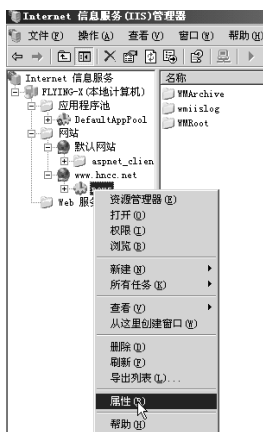 Internet 信息服务(IIS)管理器
文件(F) 操作(A) 查看(V) 窗口(W) 帮助(H)
Internet 信息服务
FLYING-X(本地计算机)
应用程序池
DefaultAppPool
网站
默认网站
aspnet_clien
www.hncc.net
Web 服
名称
WMArchive
wmiislog
WMRoot
资源管理器(E)
打开(O)
权限(I)
浏览(B)
新建(N)
所有任务(K)
查看(V)
从这里创建窗口(W)
删除(D)
刷新(F)
导出列表(L)...
属性(R)
帮助(H)